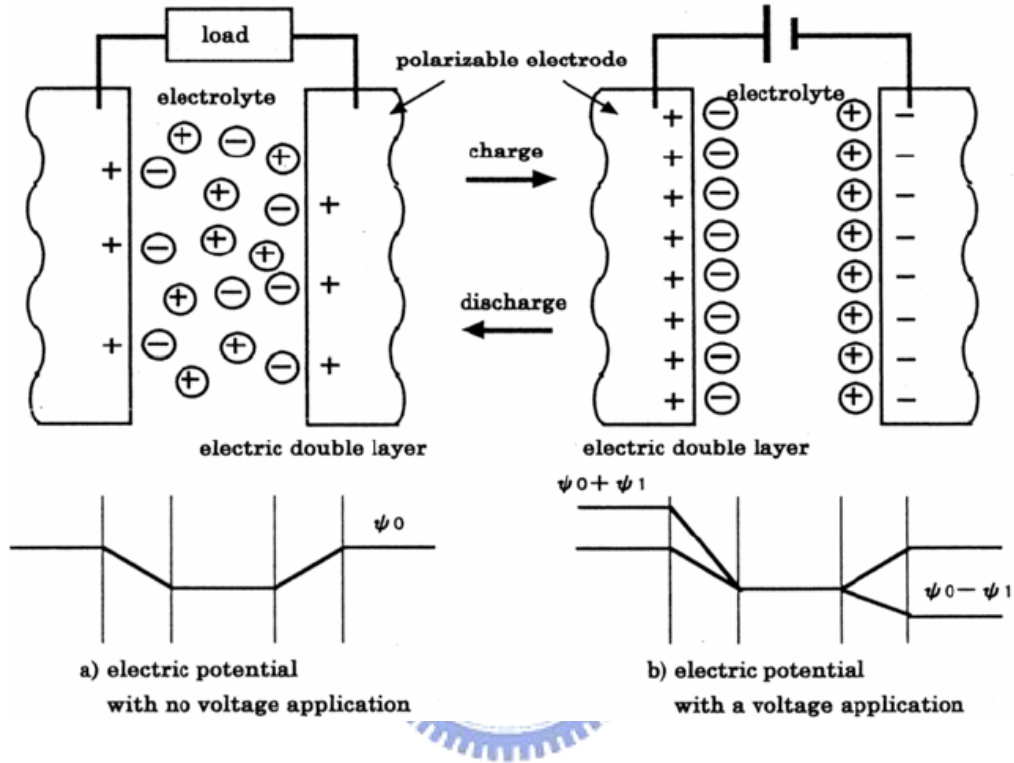 load
polarizable electrode
electrolyte
electrolyte
charge
discharge
electric double layer
electric double layer
ψ0
ψ0+ψ1
ψ0−ψ1
a) electric potential
with no voltage application
b) electric potential
with a voltage application